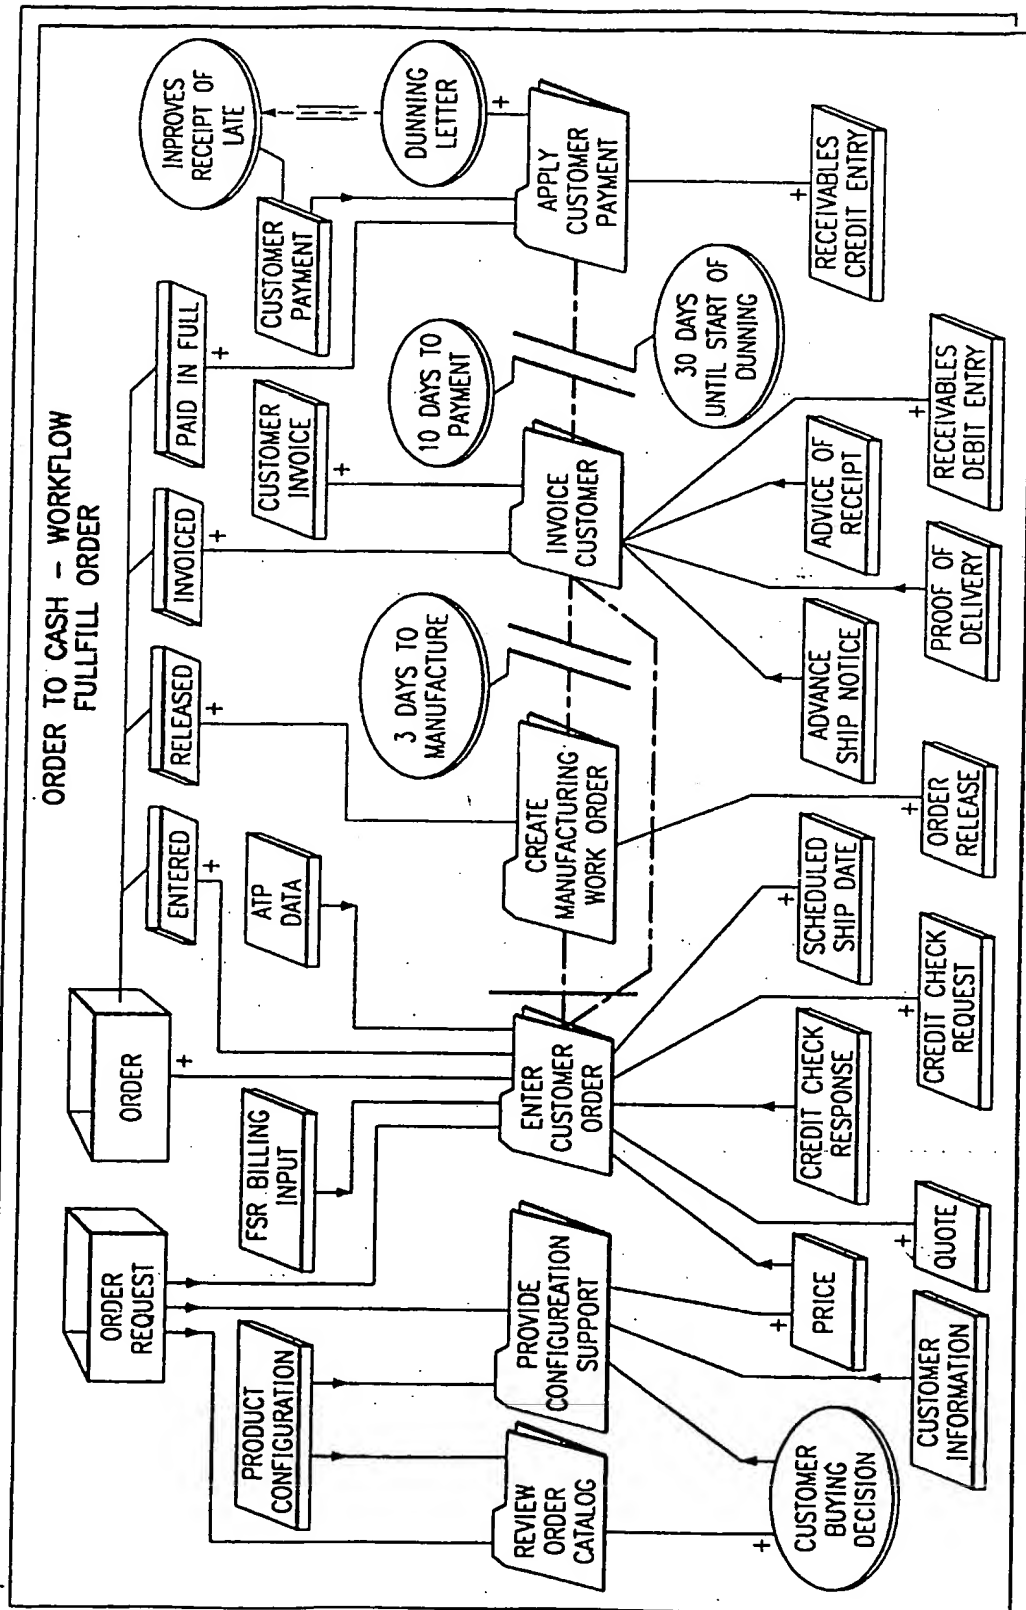 ORDER TO CASH - WORKFLOW
FULLFILL ORDER
ORDER
REQUEST
ORDER
ENTERED
RELEASED
INVOICED
PAID IN FULL
INPROVES
RECEIPT OF
LATE
PRODUCT
CONFIGURATION
FSR BILLING
INPUT
ATP
DATA
CUSTOMER
INVOICE
CUSTOMER
PAYMENT
3 DAYS TO
MANUFACTURE
10 DAYS TO
PAYMENT
DUNNING
LETTER
REVIEW
ORDER
CATALOG
PROVIDE
CONFIGUREATION
SUPPORT
ENTER
CUSTOMER
ORDER
CREATE
MANUFACTURING
WORK ORDER
INVOICE
CUSTOMER
APPLY
CUSTOMER
PAYMENT
30 DAYS
UNTIL START OF
DUNNING
CUSTOMER
BUYING
DECISION
PRICE
CREDIT CHECK
RESPONSE
SCHEDULED
SHIP DATE
ADVANCE
SHIP NOTICE
ADVICE OF
RECEIPT
RECEIVABLES
CREDIT ENTRY
CUSTOMER
INFORMATION
QUOTE
CREDIT CHECK
REQUEST
ORDER
RELEASE
PROOF OF
DELIVERY
RECEIVABLES
DEBIT ENTRY